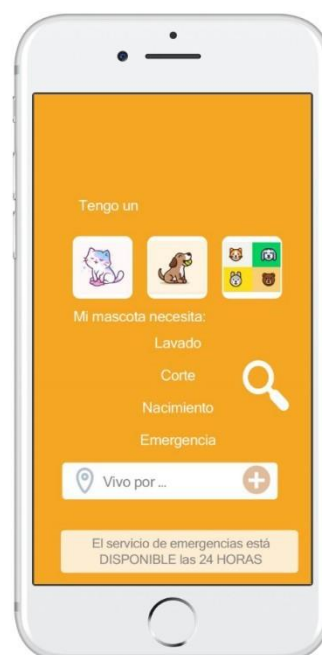 Tengo un
Mi mascota necesita:
Lavado
Corte
Nacimiento
Emergencia
Vivo por ...
El servicio de emergencias está
DISPONIBLE las 24 HORAS